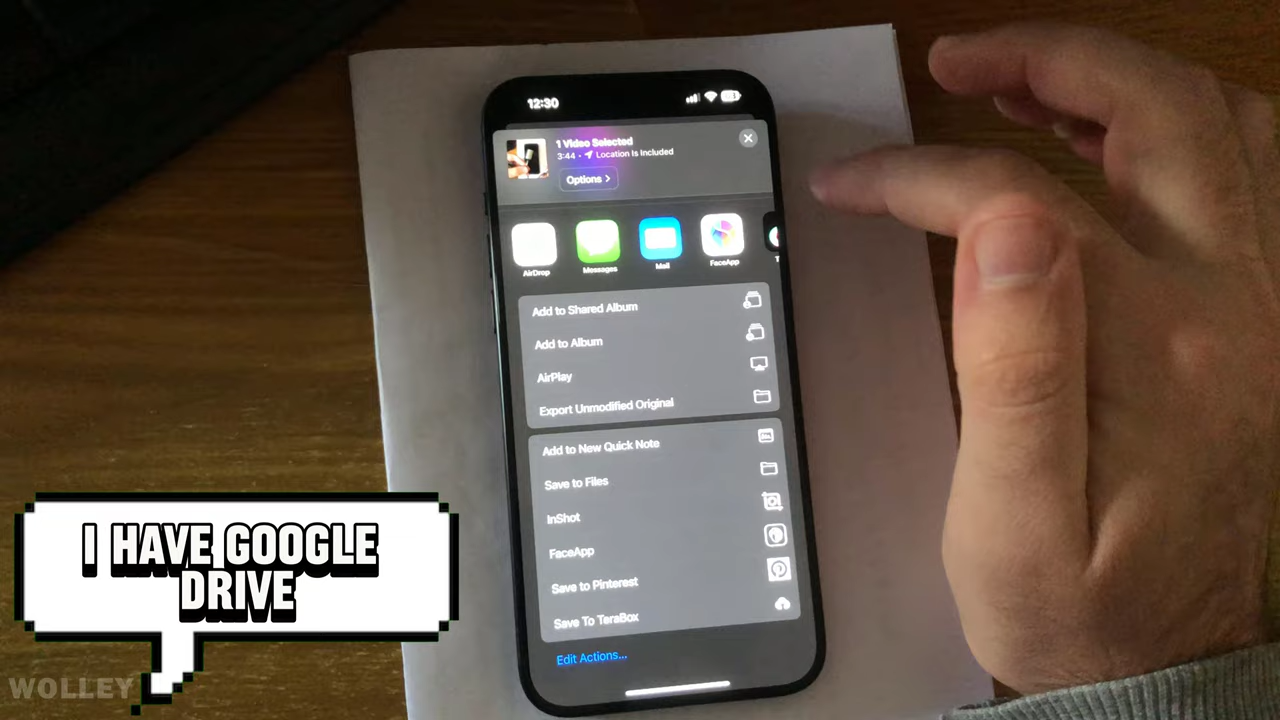 12:30
1 Video Selected
3:44 · Location Is Included
Options >
AirDrop
Messages
Mail
FaceApp
Add to Shared Album
Add to Album
AirPlay
Export Unmodified Original
Add to New Quick Note
Save to Files
InShot
FaceApp
Save to Pinterest
Save To TeraBox
Edit Actions...
I HAVE GOOGLE
DRIVE
WOLLEY